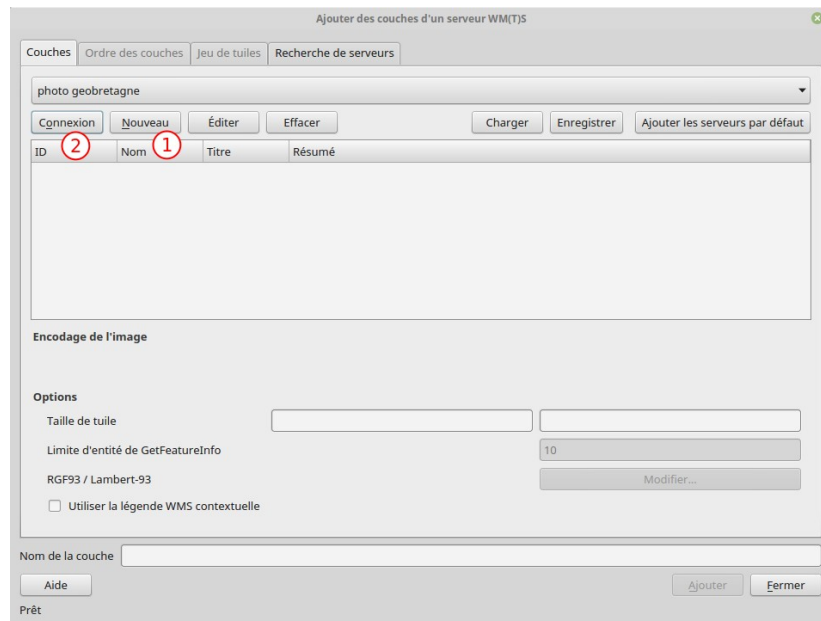 Ajouter des couches d'un serveur WM(T)S
Couches Ordre des couches Jeu de tuiles Recherche de serveurs
photo geobretagne
Connexion Nouveau Éditer Effacer Charger Enregistrer Ajouter les serveurs par défaut
2 1
ID Nom Titre Résumé
Encodage de l'image
Options
Taille de tuile
Limite d'entité de GetFeatureInfo 10
RGF93 / Lambert-93 Modifier...
Utiliser la légende WMS contextuelle
Nom de la couche
Aide Ajouter Fermer
Prêt